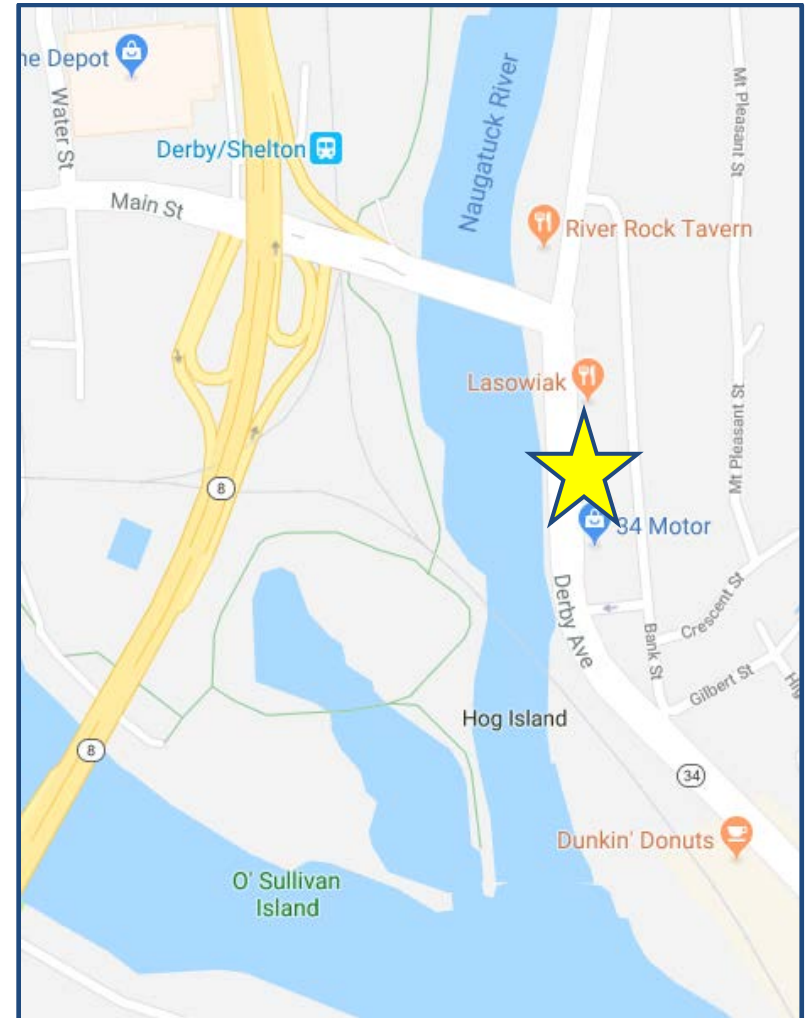 ne Depot
Water St
Derby/Shelton
Main St
Naugatuck River
Mt Pleasant St
River Rock Tavern
Lasowiak
Mt Pleasant St
8
34 Motor
Derby Ave
Bank St
Crescent St
Gilbert St
Hig
Hog Island
8
34
Dunkin' Donuts
O' Sullivan
Island